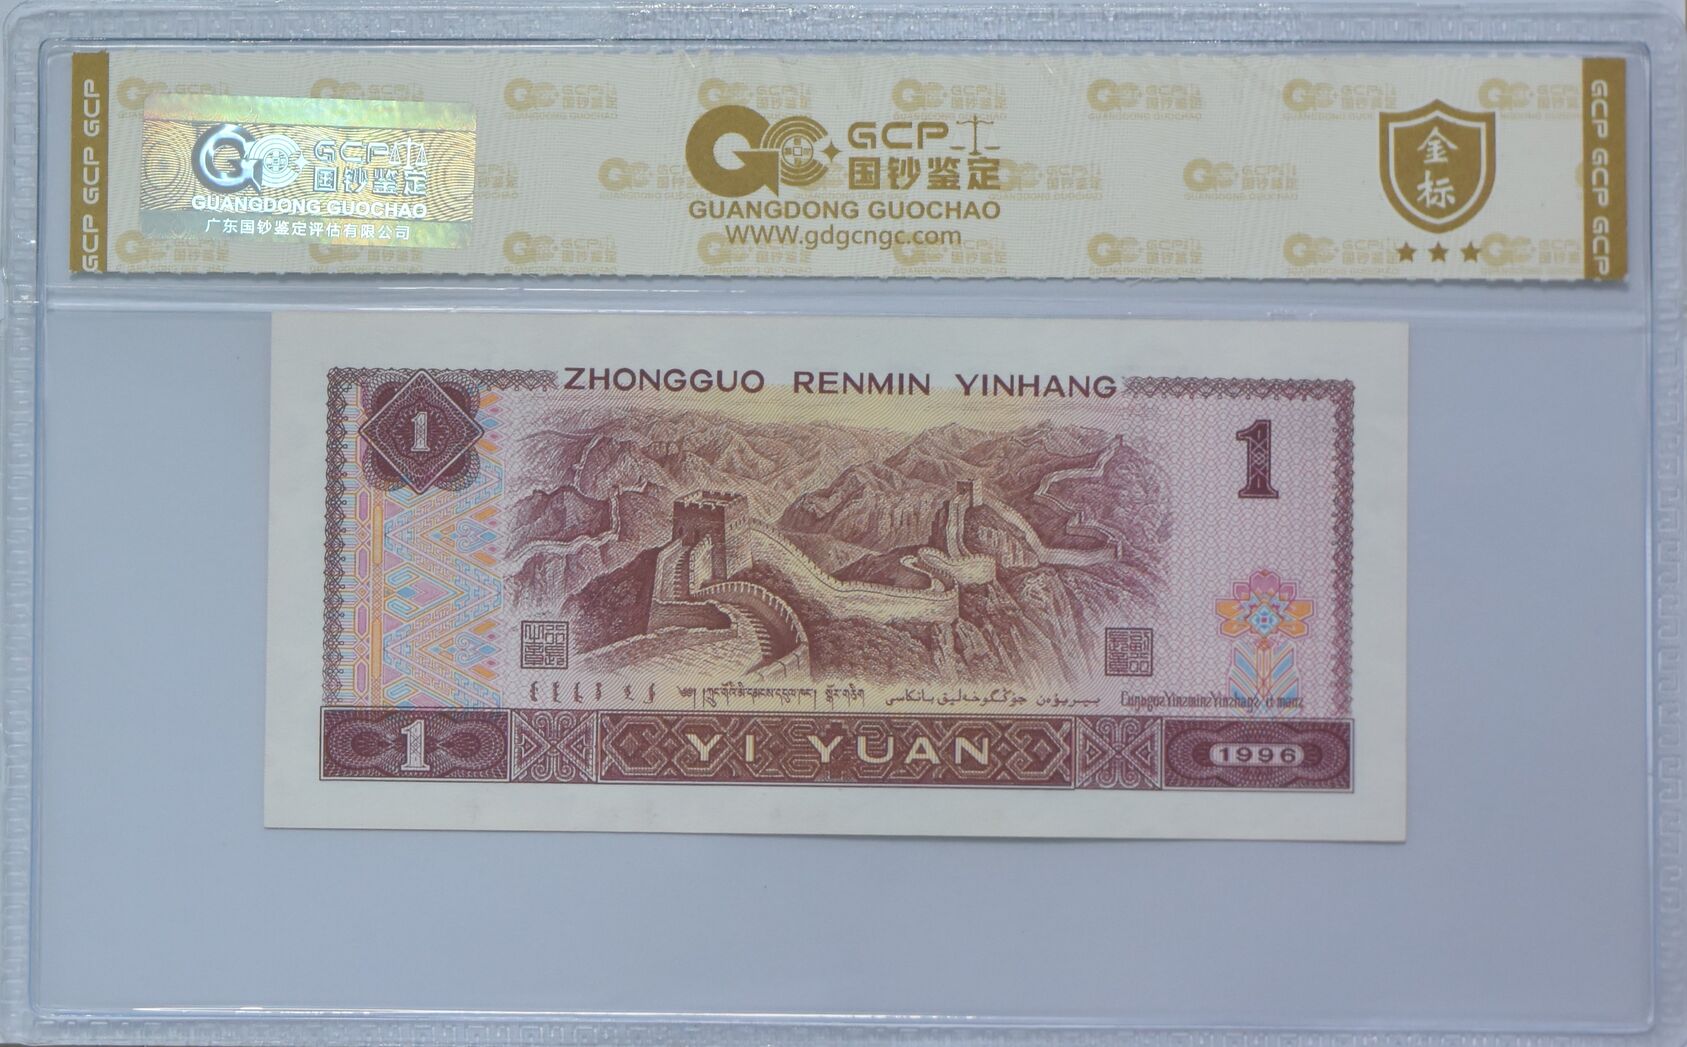 GCP GCP GCP
GCP 国钞鉴定
GUANGDONG GUOCHAO
广东国钞鉴定评估有限公司
GCP
国钞鉴定
GUANGDONG GUOCHAO
WWW.gdgcngc.com
金标
GCP GCP GCP
ZHONGGUO RENMIN YINHANG
1
1
1
YI YUAN
1996